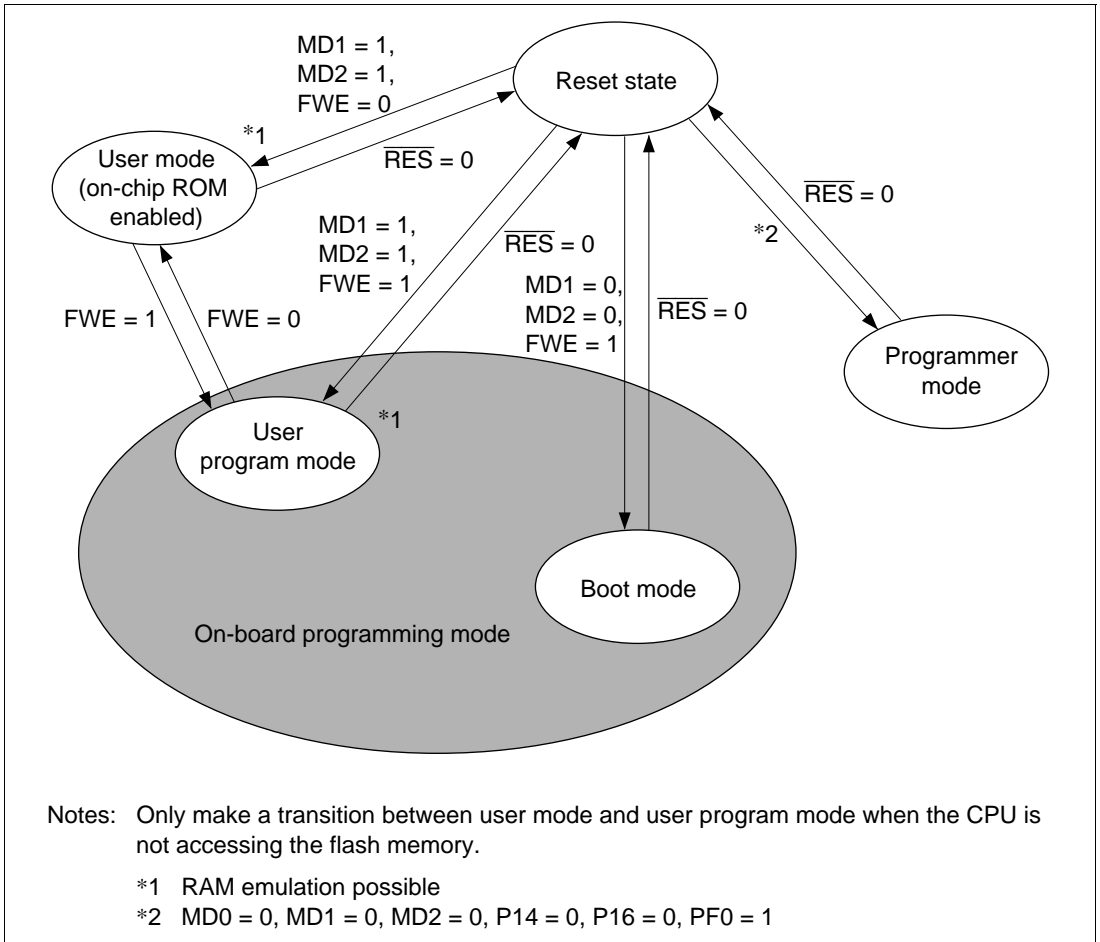 MD1 = 1,
MD2 = 1,
FWE = 0
Reset state
*1
RES = 0
User mode
(on-chip ROM
enabled)
RES = 0
*2
MD1 = 1,
MD2 = 1,
FWE = 1
RES = 0
MD1 = 0,
MD2 = 0,
FWE = 1
RES = 0
FWE = 1
FWE = 0
Programmer
mode
*1
User
program mode
Boot mode
On-board programming mode
Notes: Only make a transition between user mode and user program mode when the CPU is
not accessing the flash memory.
*1 RAM emulation possible
*2 MD0 = 0, MD1 = 0, MD2 = 0, P14 = 0, P16 = 0, PF0 = 1